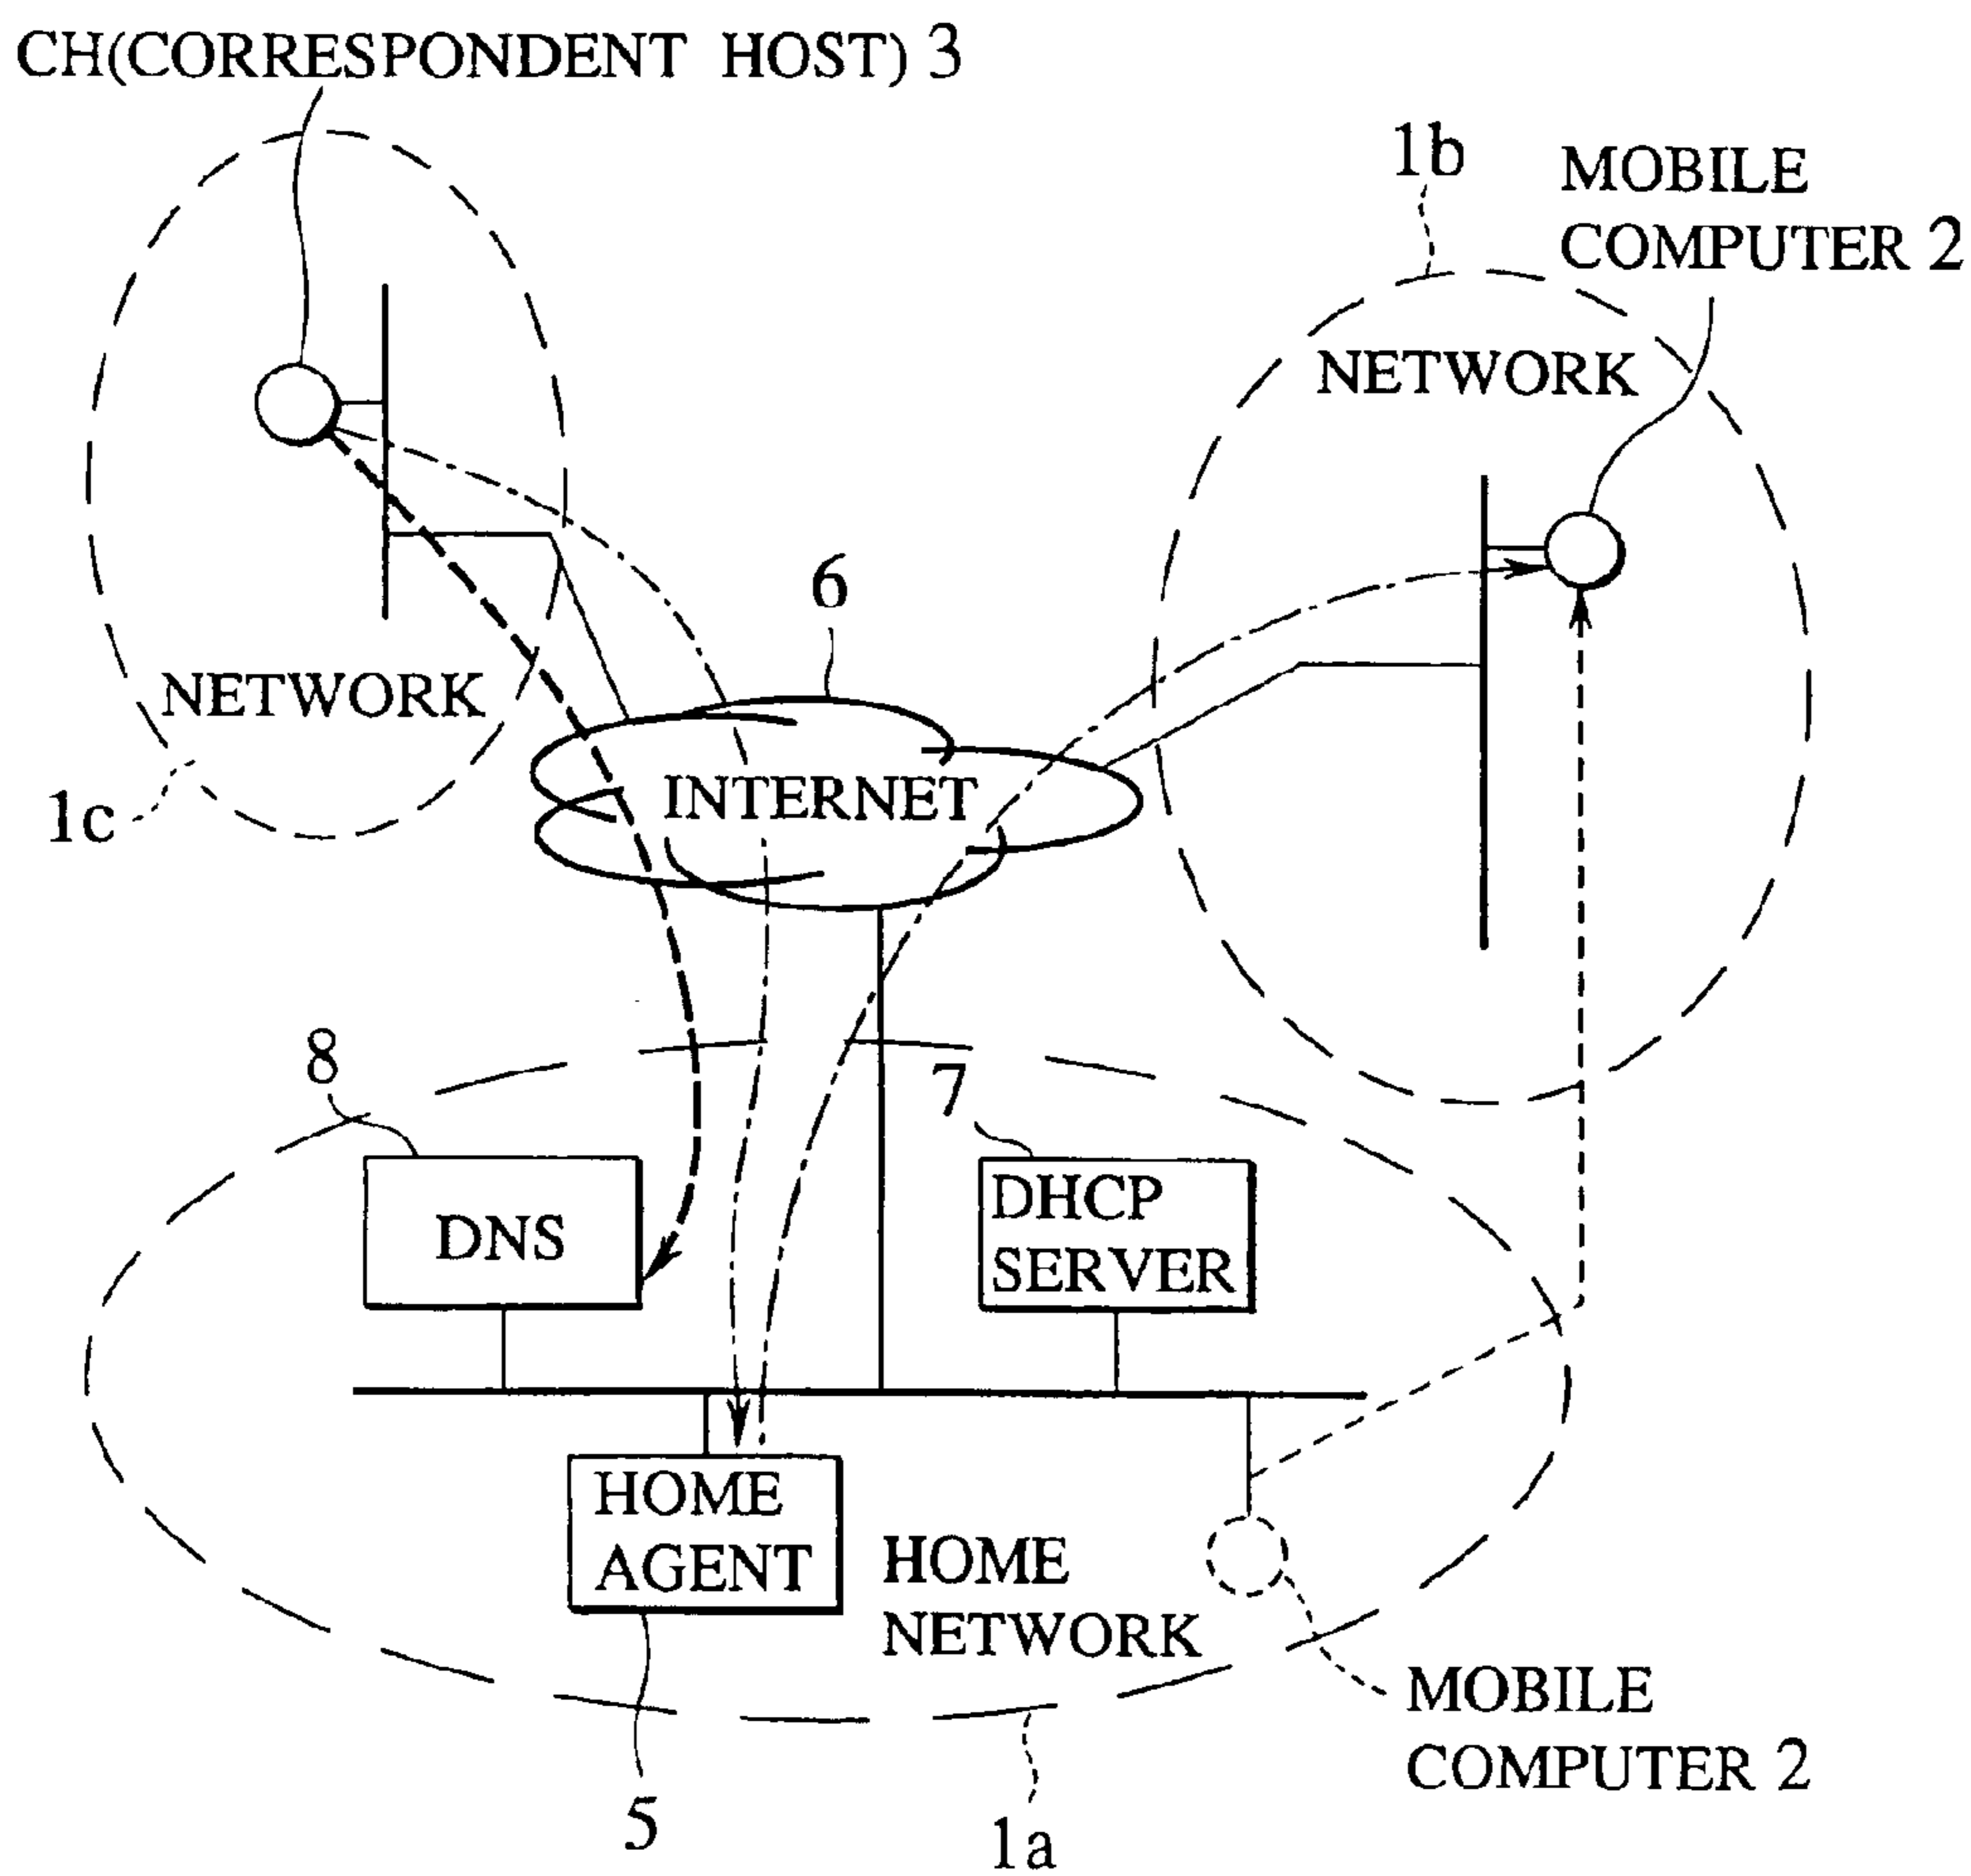 CH(CORRESPONDENT HOST) 3
1b
MOBILE
COMPUTER 2
NETWORK
6
NETWORK
INTERNET
1c
8
7
DNS
DHCP
SERVER
HOME
AGENT
HOME
NETWORK
MOBILE
COMPUTER 2
5
1a